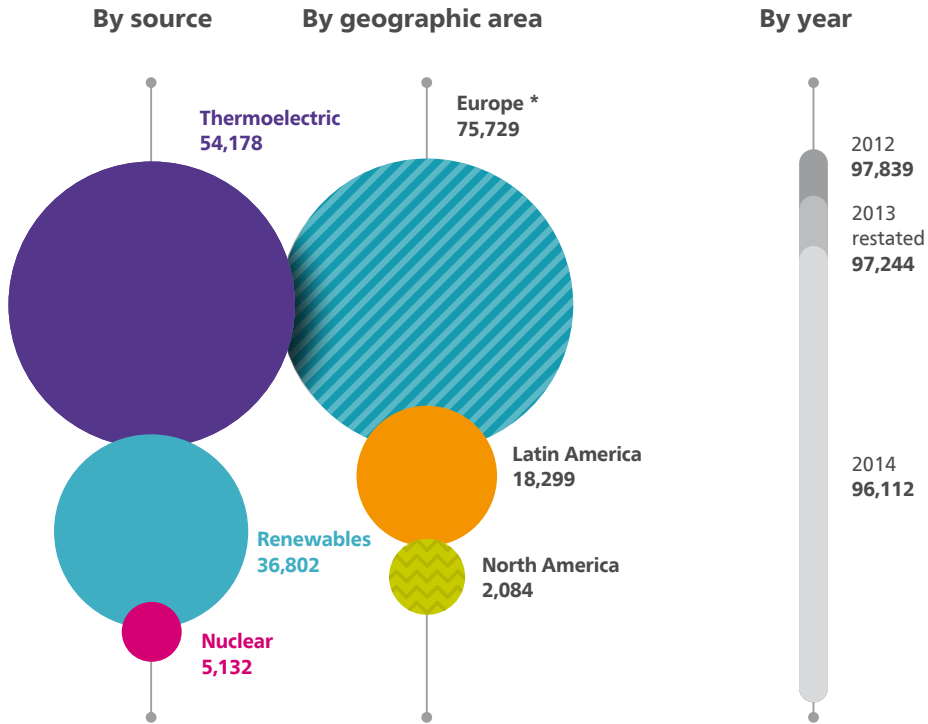 By source
Thermoelectric
54,178
Renewables
36,802
Nuclear
5,132
By geographic area
Europe *
75,729
Latin America
18,299
North America
2,084
By year
2012
97,839
2013
restated
97,244
2014
96,112